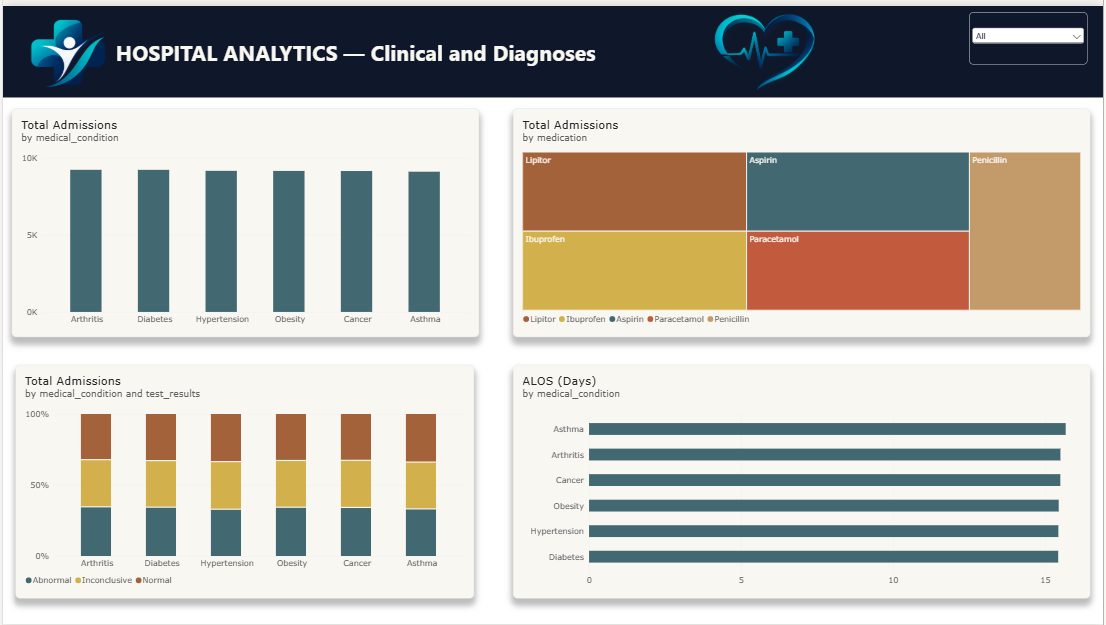 HOSPITAL ANALYTICS — Clinical and Diagnoses
All
Total Admissions
by medical_condition
10K
5K
0K
Arthritis Diabetes Hypertension Obesity Cancer Asthma
Total Admissions
by medication
Lipitor Aspirin Penicillin
Ibuprofen Paracetamol
Lipitor Ibuprofen Aspirin Paracetamol Penicillin
Total Admissions
by medical_condition and test_results
100%
50%
0%
Arthritis Diabetes Hypertension Obesity Cancer Asthma
Abnormal Inconclusive Normal
ALOS (Days)
by medical_condition
Asthma
Arthritis
Cancer
Obesity
Hypertension
Diabetes
0 5 10 15